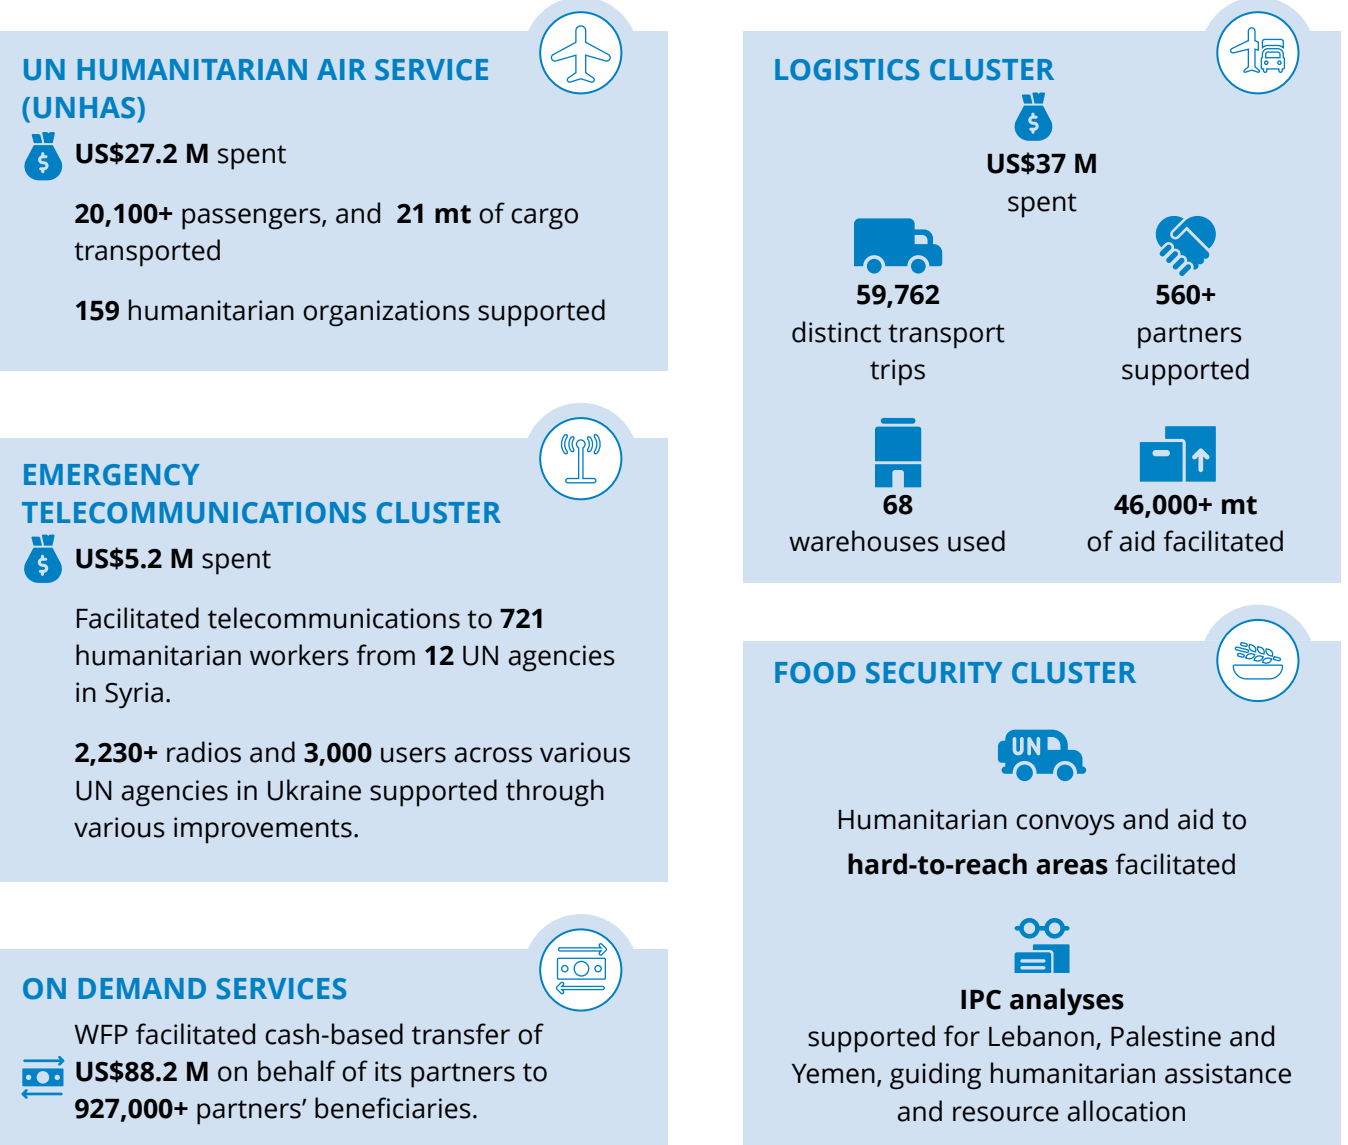 UN HUMANITARIAN AIR SERVICE
(UNHAS)
US$27.2 M spent
20,100+ passengers, and 21 mt of cargo
transported
159 humanitarian organizations supported
EMERGENCY
TELECOMMUNICATIONS CLUSTER
US$5.2 M spent
Facilitated telecommunications to 721
humanitarian workers from 12 UN agencies
in Syria.
2,230+ radios and 3,000 users across various
UN agencies in Ukraine supported through
various improvements.
ON DEMAND SERVICES
WFP facilitated cash-based transfer of
US$88.2 M on behalf of its partners to
927,000+ partners’ beneficiaries.
LOGISTICS CLUSTER
US$37 M
spent
59,762
distinct transport
trips
560+
partners
supported
68
warehouses used
46,000+ mt
of aid facilitated
FOOD SECURITY CLUSTER
UN
Humanitarian convoys and aid to
hard-to-reach areas facilitated
IPC analyses
supported for Lebanon, Palestine and
Yemen, guiding humanitarian assistance
and resource allocation